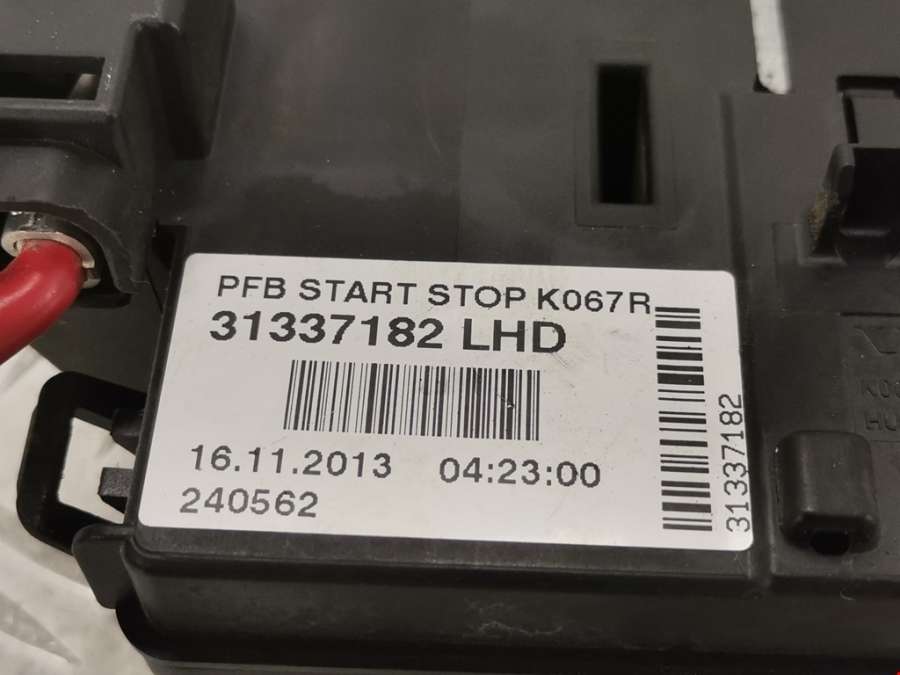 PFB START STOP K067R
31337182 LHD
16.11.2013 04:23:00
240562
31337182